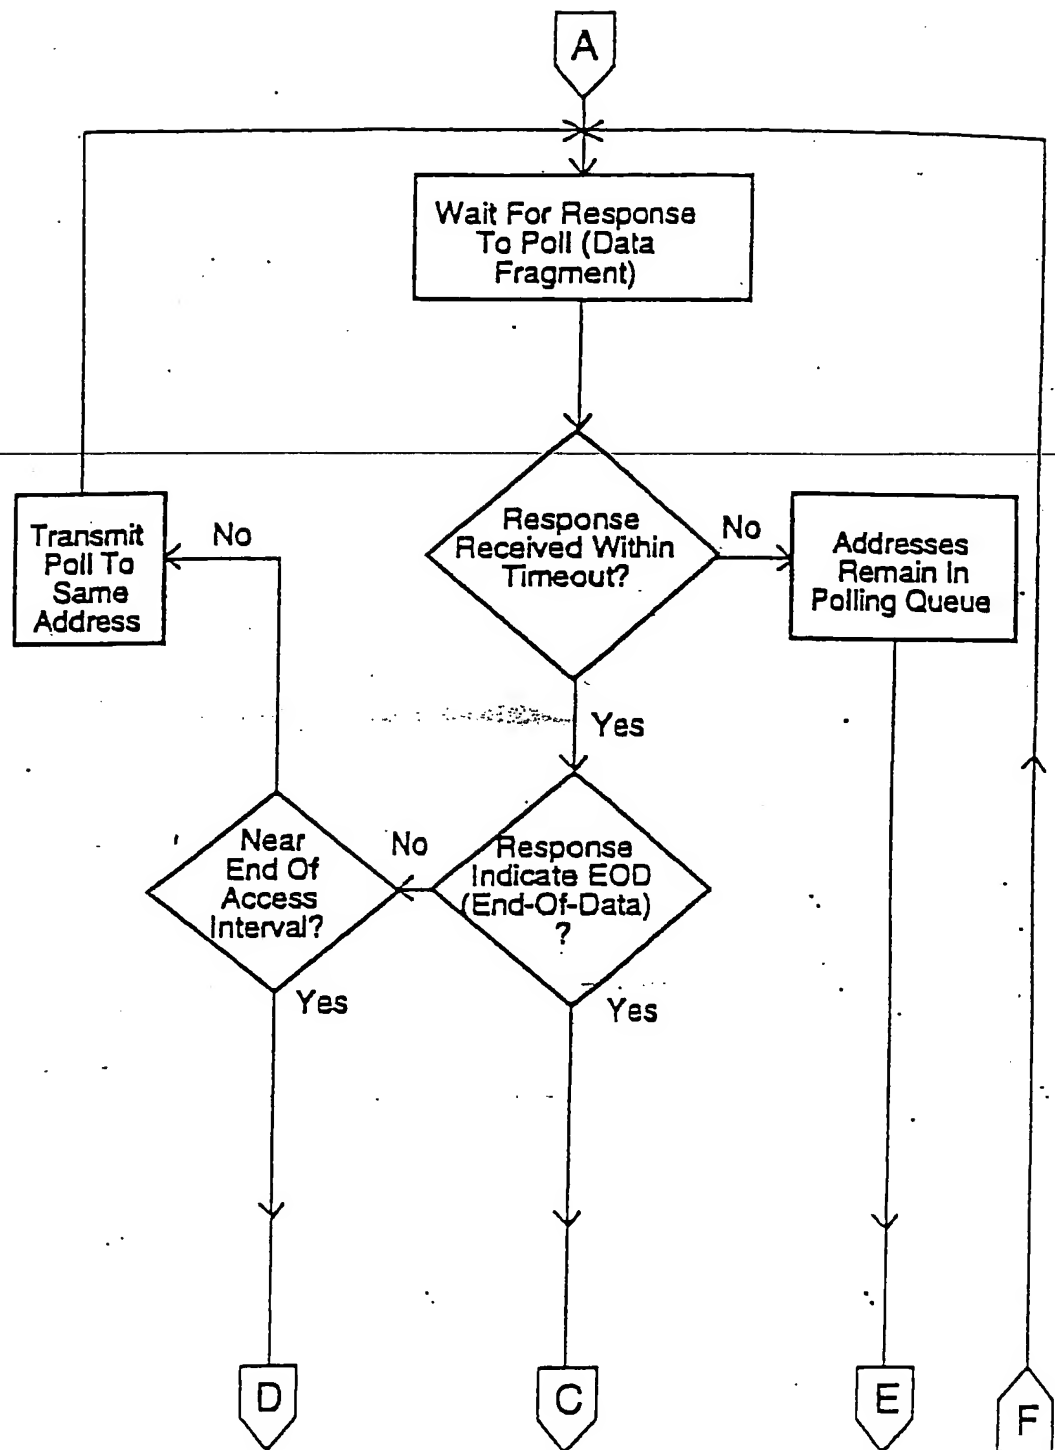 A
Wait For Response
To Poll (Data
Fragment)
Response
Received Within
Timeout?
No
Addresses
Remain In
Polling Queue
Transmit
Poll To
Same
Address
No
Yes
Near
End Of
Access
Interval?
No
Response
Indicate EOD
(End-Of-Data)
?
Yes
Yes
D
C
E
F